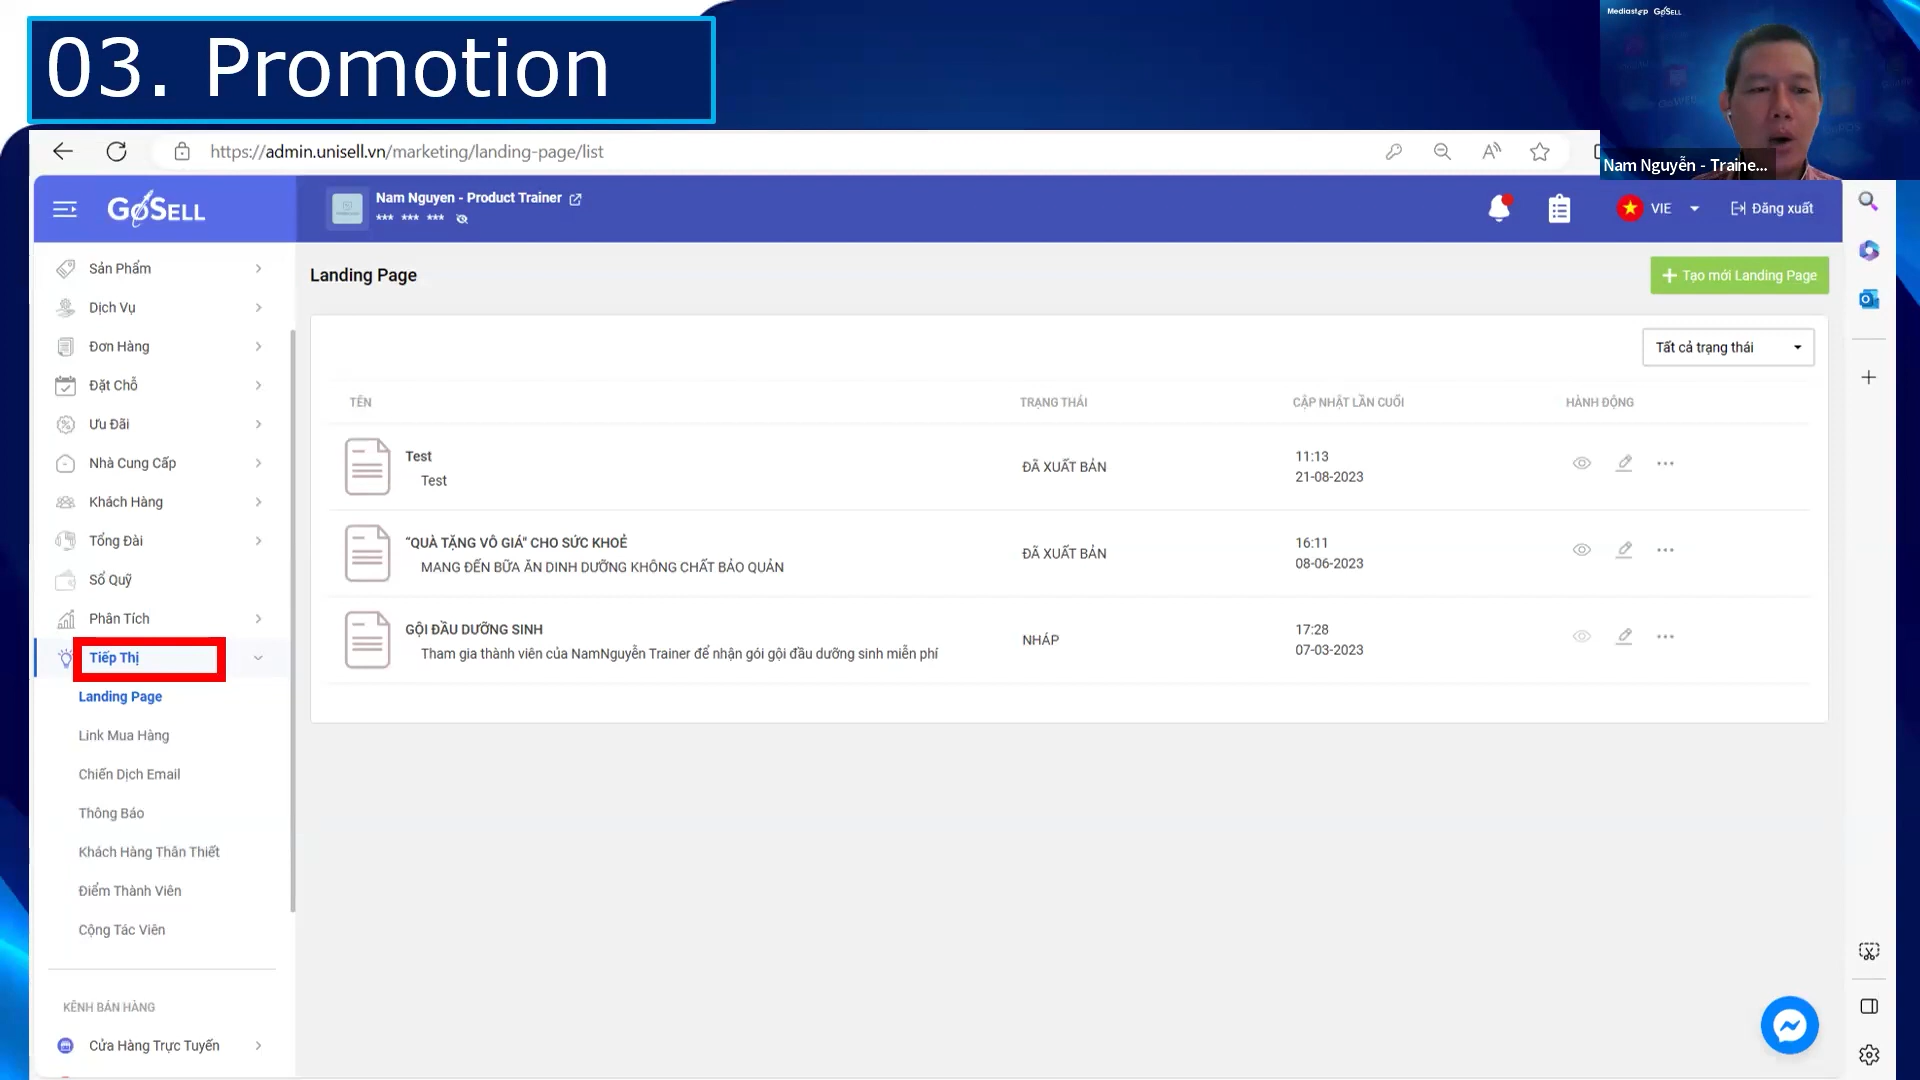 03. Promotion
Mediastep GoSELL
Nam Nguyễn - Traine...
https://admin.unisell.vn/marketing/landing-page/list
GoSELL
Nam Nguyen - Product Trainer
*** *** ***
VIE
Đăng xuất
Sản Phẩm
Dịch Vụ
Đơn Hàng
Đặt Chỗ
Ưu Đãi
Nhà Cung Cấp
Khách Hàng
Tổng Đài
Sổ Quỹ
Phân Tích
Tiếp Thị
Landing Page
Link Mua Hàng
Chiến Dịch Email
Thông Báo
Khách Hàng Thân Thiết
Điểm Thành Viên
Cộng Tác Viên
KÊNH BÁN HÀNG
Cửa Hàng Trực Tuyến
Landing Page
+ Tạo mới Landing Page
Tất cả trạng thái
TÊN TRẠNG THÁI CẬP NHẬT LẦN CUỐI HÀNH ĐỘNG
Test
Test
ĐÃ XUẤT BẢN
11:13
21-08-2023
“QUÀ TẶNG VÔ GIÁ" CHO SỨC KHOẺ
MANG ĐẾN BỮA ĂN DINH DƯỠNG KHÔNG CHẤT BẢO QUẢN
ĐÃ XUẤT BẢN
16:11
08-06-2023
GỘI ĐẦU DƯỠNG SINH
Tham gia thành viên của NamNguyễn Trainer để nhận gói gội đầu dưỡng sinh miễn phí
NHÁP
17:28
07-03-2023